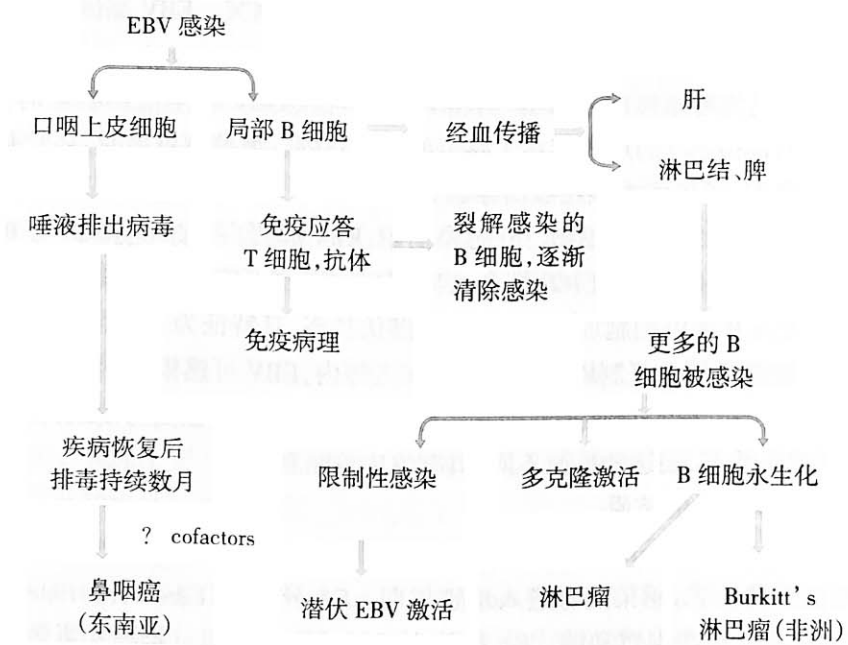 EBV 感染
口咽上皮细胞
局部 B 细胞
经血传播
肝
淋巴结、脾
唾液排出病毒
免疫应答
T 细胞,抗体
裂解感染的
B 细胞,逐渐
清除感染
免疫病理
更多的 B
细胞被感染
疾病恢复后
排毒持续数月
限制性感染
多克隆激活
B 细胞永生化
? cofactors
鼻咽癌
(东南亚)
潜伏 EBV 激活
淋巴瘤
Burkitt's
淋巴瘤(非洲)